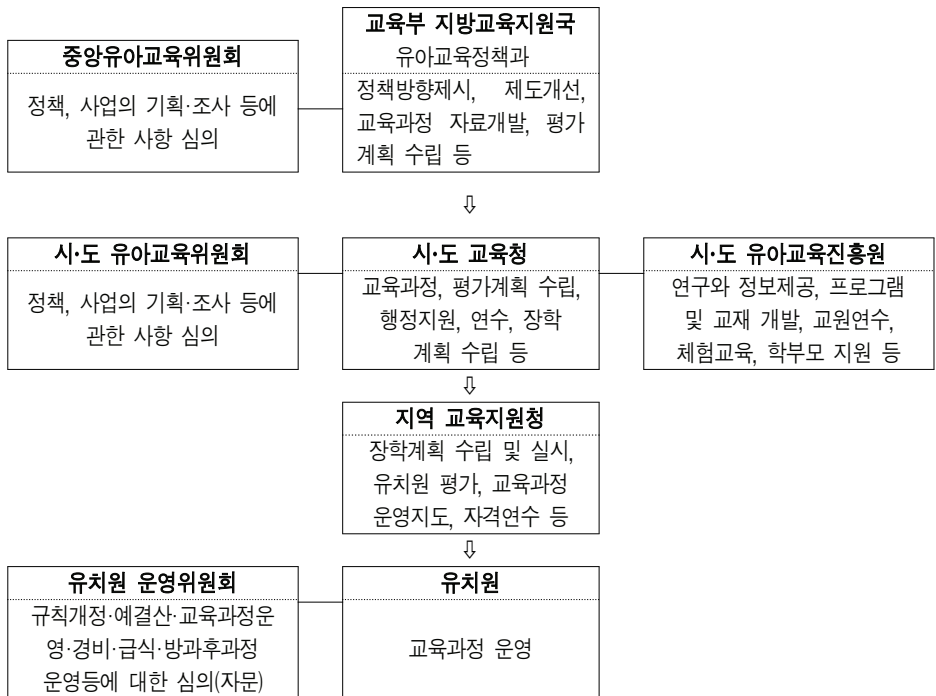 교육부 지방교육지원국
유아교육정책과
정책방향제시, 제도개선,
교육과정 자료개발, 평가
계획 수립 등
중앙유아교육위원회
정책, 사업의 기획·조사 등에
관한 사항 심의
⇩
시·도 유아교육위원회
정책, 사업의 기획·조사 등에
관한 사항 심의
시·도 교육청
교육과정, 평가계획 수립,
행정지원, 연수, 장학
계획 수립 등
시·도 유아교육진흥원
연구와 정보제공, 프로그램
및 교재 개발, 교원연수,
체험교육, 학부모 지원 등
⇩
지역 교육지원청
장학계획 수립 및 실시,
유치원 평가, 교육과정
운영지도, 자격연수 등
⇩
유치원 운영위원회
규칙개정·예결산·교육과정운
영·경비·급식·방과후과정
운영등에 대한 심의(자문)
유치원
교육과정 운영